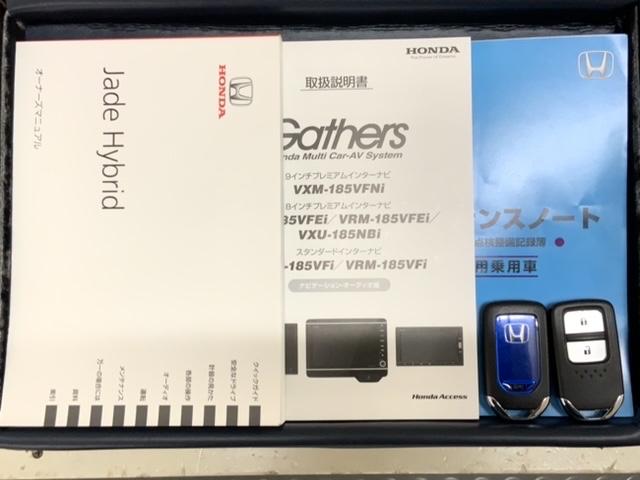 HONDA
Jade Hybrid
オーナーズマニュアル
クイックガイド
安全なドライブ
計器の見かた
各部の操作
オーディオ
運転
メンテナンス
万一の場合には
資料
索引
HONDA
The Power of Dreams
取扱説明書
Gathers
nda Multi Car-AV System
9インチプレミアムインターナビ
VXM-185VFNi
8インチプレミアムインターナビ
85VFEi/VRM-185VFEi/
VXU-185NBi
スタンダードインターナビ
-185VFi/VRM-185VFi
ナビゲーション・オーディオ編
Honda Access
ンスノート
点検整備記録簿
用乗用車